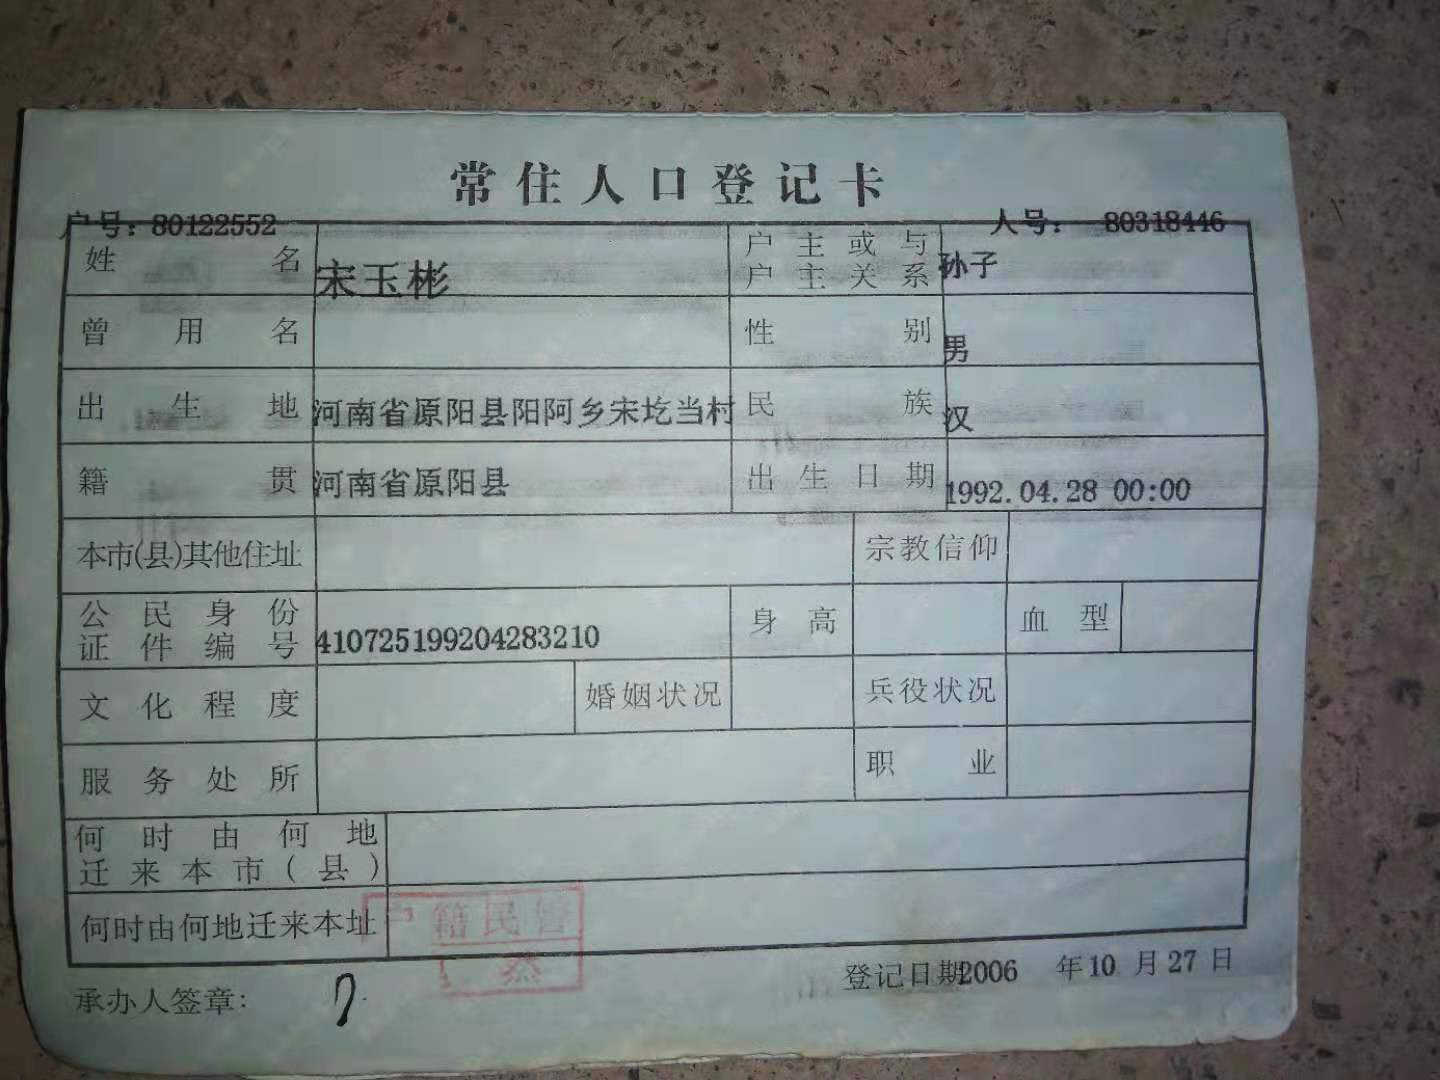 常住人口登记卡
户号：80122552 人号： 80318446
姓名 宋玉彬 户主或与户主关系 孙子
曾用名 性别 男
出生地 河南省原阳县阳阿乡宋圪当村 民族 汉
籍贯 河南省原阳县 出生日期 1992.04.28 00:00
本市(县)其他住址 宗教信仰
公民身份证件编号 410725199204283210 身高 血型
文化程度 婚姻状况 兵役状况
服务处所 职业
何时由何地迁来本市(县)
何时由何地迁来本址
户籍民警
承办人签章: 登记日期2006 年10 月27日